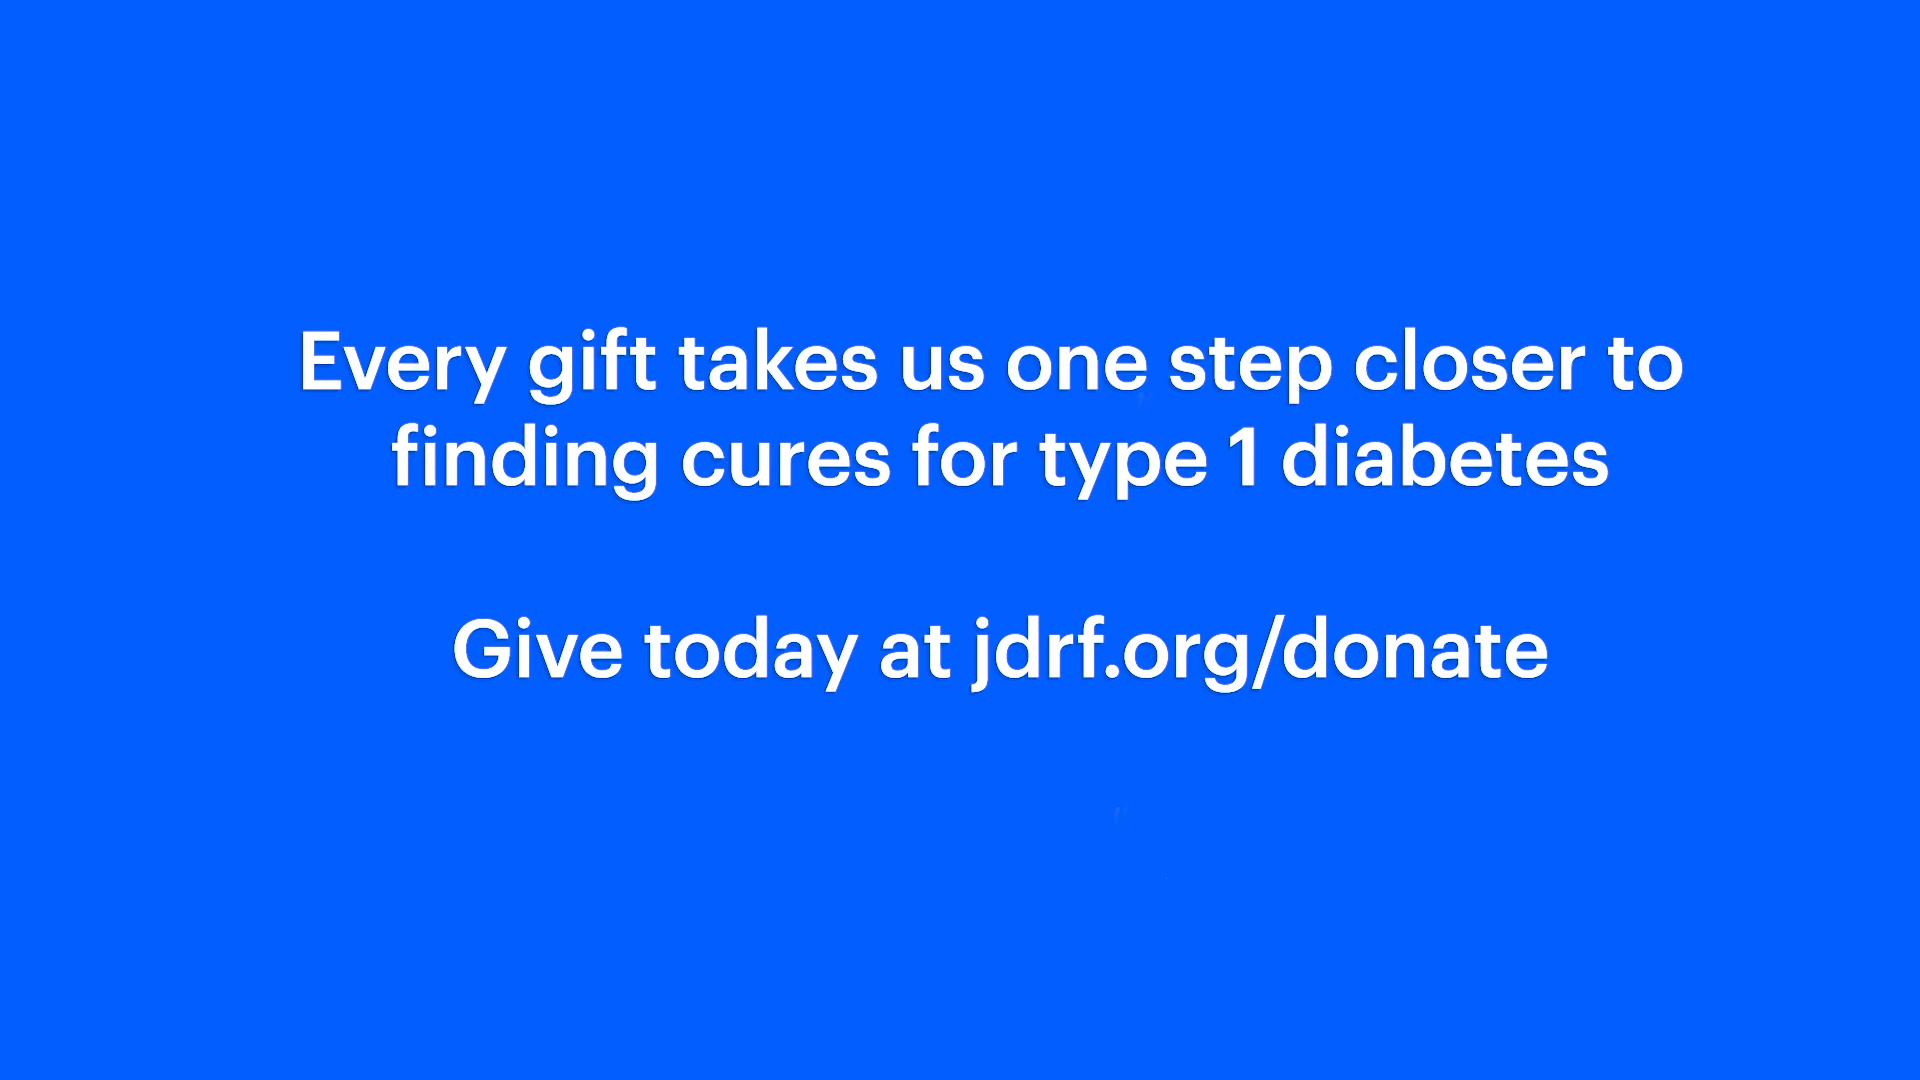 Every gift takes us one step closer to
finding cures for type 1 diabetes
Give today at jdrf.org/donate